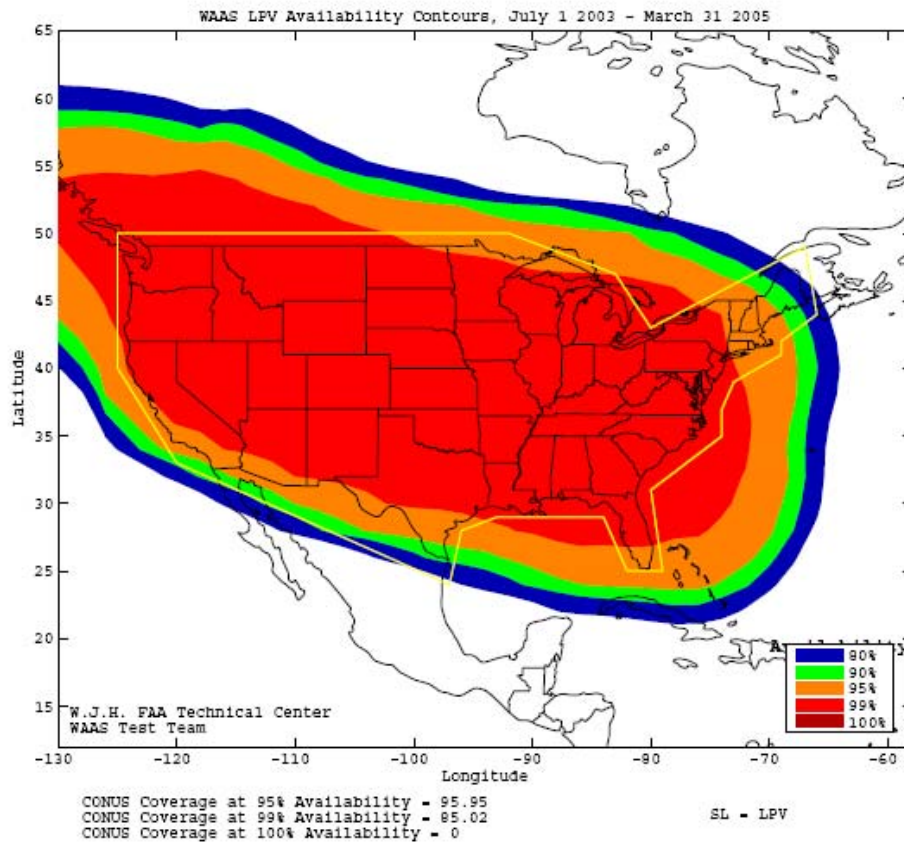 WAAS LPV Availability Contours, July 1 2003 - March 31 2005
65
60
55
50
45
40
35
30
25
20
15
Latitude
-130
-120
-110
-100
-90
-80
-70
-60
Longitude
Availability
80%
90%
95%
99%
100%
W.J.H. FAA Technical Center
WAAS Test Team
CONUS Coverage at 95% Availability - 95.95
CONUS Coverage at 99% Availability - 85.02
CONUS Coverage at 100% Availability - 0
SL - LPV